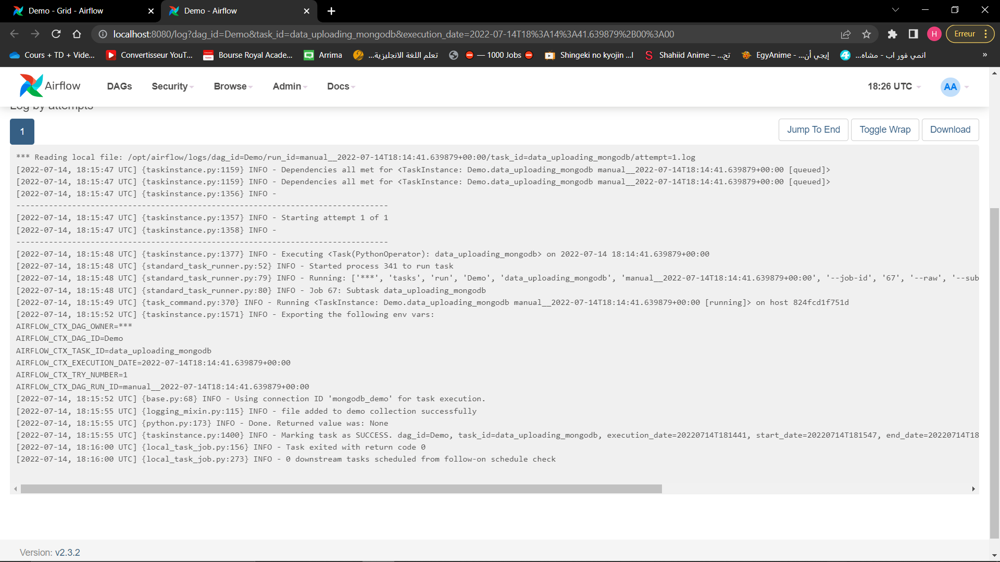 Demo - Grid - Airflow
Demo - Airflow
localhost:8080/log?dag_id=Demo&task_id=data_uploading_mongodb&execution_date=2022-07-14T18%3A14%3A41.639879%2B00%3A00
H
Erreur
Cours + TD + Vide...
Convertisseur YouT...
Bourse Royal Acade...
Arrima
تعلم اللغة الانجليزية...
— 1000 Jobs
Shingeki no kyojin ...ا
Shahiid Anime – ...تح
EgyAnime - ...إيجي أن
انمي فور اب - مشاه...
»
Airflow
DAGs
Security
Browse
Admin
Docs
18:26 UTC
AA
Log by attempts
1
Jump To End
Toggle Wrap
Download
*** Reading local file: /opt/airflow/logs/dag_id=Demo/run_id=manual__2022-07-14T18:14:41.639879+00:00/task_id=data_uploading_mongodb/attempt=1.log
[2022-07-14, 18:15:47 UTC] {taskinstance.py:1159} INFO - Dependencies all met for <TaskInstance: Demo.data_uploading_mongodb manual__2022-07-14T18:14:41.639879+00:00 [queued]>
[2022-07-14, 18:15:47 UTC] {taskinstance.py:1159} INFO - Dependencies all met for <TaskInstance: Demo.data_uploading_mongodb manual__2022-07-14T18:14:41.639879+00:00 [queued]>
[2022-07-14, 18:15:47 UTC] {taskinstance.py:1356} INFO -
--------------------------------------------------------------------------------
[2022-07-14, 18:15:47 UTC] {taskinstance.py:1357} INFO - Starting attempt 1 of 1
[2022-07-14, 18:15:47 UTC] {taskinstance.py:1358} INFO -
--------------------------------------------------------------------------------
[2022-07-14, 18:15:48 UTC] {taskinstance.py:1377} INFO - Executing <Task(PythonOperator): data_uploading_mongodb> on 2022-07-14 18:14:41.639879+00:00
[2022-07-14, 18:15:48 UTC] {standard_task_runner.py:52} INFO - Started process 341 to run task
[2022-07-14, 18:15:48 UTC] {standard_task_runner.py:79} INFO - Running: ['***', 'tasks', 'run', 'Demo', 'data_uploading_mongodb', 'manual__2022-07-14T18:14:41.639879+00:00', '--job-id', '67', '--raw', '--sub
[2022-07-14, 18:15:48 UTC] {standard_task_runner.py:80} INFO - Job 67: Subtask data_uploading_mongodb
[2022-07-14, 18:15:49 UTC] {task_command.py:370} INFO - Running <TaskInstance: Demo.data_uploading_mongodb manual__2022-07-14T18:14:41.639879+00:00 [running]> on host 824fcd1f751d
[2022-07-14, 18:15:52 UTC] {taskinstance.py:1571} INFO - Exporting the following env vars:
AIRFLOW_CTX_DAG_OWNER=***
AIRFLOW_CTX_DAG_ID=Demo
AIRFLOW_CTX_TASK_ID=data_uploading_mongodb
AIRFLOW_CTX_EXECUTION_DATE=2022-07-14T18:14:41.639879+00:00
AIRFLOW_CTX_TRY_NUMBER=1
AIRFLOW_CTX_DAG_RUN_ID=manual__2022-07-14T18:14:41.639879+00:00
[2022-07-14, 18:15:52 UTC] {base.py:68} INFO - Using connection ID 'mongodb_demo' for task execution.
[2022-07-14, 18:15:55 UTC] {logging_mixin.py:115} INFO - file added to demo collection successfully
[2022-07-14, 18:15:55 UTC] {python.py:173} INFO - Done. Returned value was: None
[2022-07-14, 18:15:55 UTC] {taskinstance.py:1400} INFO - Marking task as SUCCESS. dag_id=Demo, task_id=data_uploading_mongodb, execution_date=20220714T181441, start_date=20220714T181547, end_date=20220714T18
[2022-07-14, 18:16:00 UTC] {local_task_job.py:156} INFO - Task exited with return code 0
[2022-07-14, 18:16:00 UTC] {local_task_job.py:273} INFO - 0 downstream tasks scheduled from follow-on schedule check
Version: v2.3.2